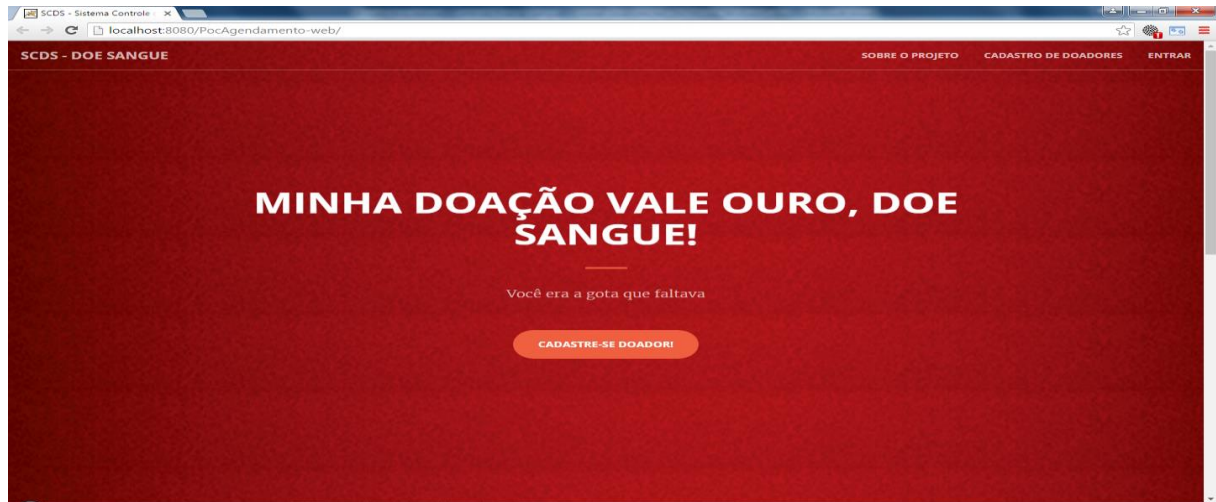 SCDS - Sistema Controle
localhost:8080/PocAgendamento-web/
SCDS - DOE SANGUE
SOBRE O PROJETO
CADASTRO DE DOADORES
ENTRAR
MINHA DOAÇÃO VALE OURO, DOE
SANGUE!
Você era a gota que faltava
CADASTRE-SE DOADOR!